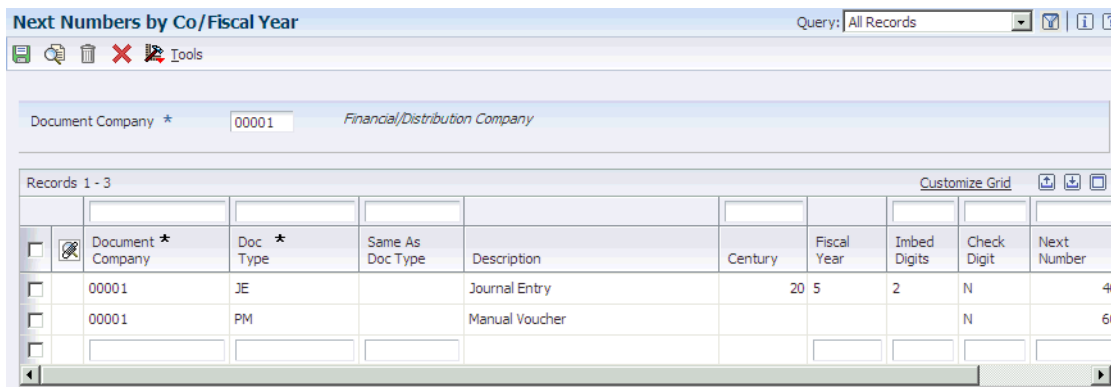 Next Numbers by Co/Fiscal Year
Query: All Records
Tools
Document Company * 00001 Financial/Distribution Company
Records 1 - 3 Customize Grid
Document * Company Doc * Type Same As Doc Type Description Century Fiscal Year Imbed Digits Check Digit Next Number
00001 JE Journal Entry 20 5 2 N
00001 PM Manual Voucher N